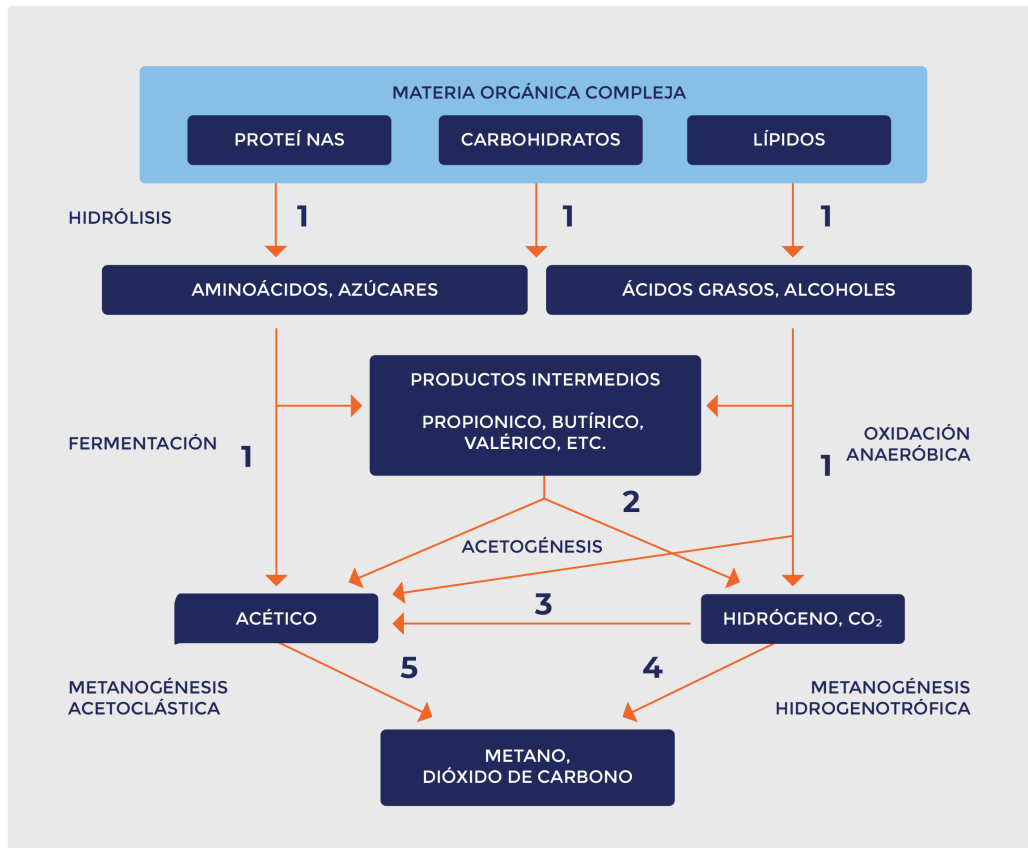 MATERIA ORGÁNICA COMPLEJA
PROTEÍ NAS
CARBOHIDRATOS
LÍPIDOS
HIDRÓLISIS
1
1
1
AMINOÁCIDOS, AZÚCARES
ÁCIDOS GRASOS, ALCOHOLES
PRODUCTOS INTERMEDIOS
PROPIONICO, BUTÍRICO,
VALÉRICO, ETC.
FERMENTACIÓN
1
1
OXIDACIÓN
ANAERÓBICA
2
ACETOGÉNESIS
ACÉTICO
3
HIDRÓGENO, CO₂
5
4
METANOGÉNESIS
ACETOCLÁSTICA
METANOGÉNESIS
HIDROGENOTRÓFICA
METANO,
DIÓXIDO DE CARBONO